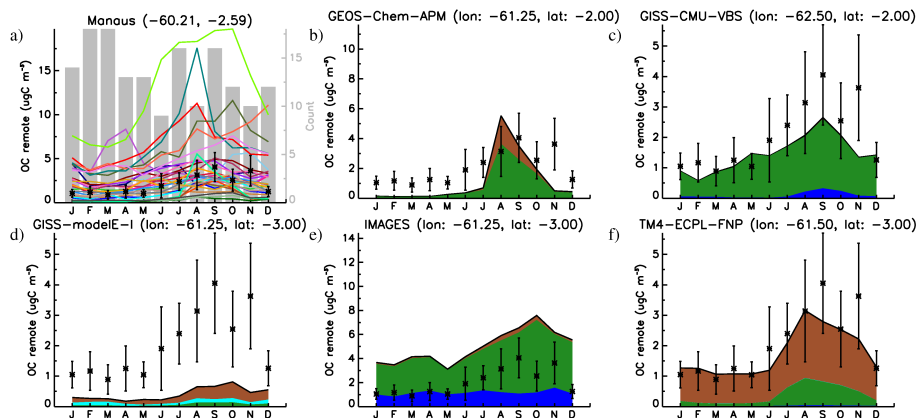 a) Manaus (-60.21, -2.59)
OC remote (ugC m⁻³)
15
10
5
0
15
10
5
0
Count
J F M A M J J A S O N D
b) GEOS-Chem-APM (lon: -61.25, lat: -2.00)
OC remote (ugC m⁻³)
10
8
6
4
2
0
J F M A M J J A S O N D
c) GISS-CMU-VBS (lon: -62.50, lat: -2.00)
OC remote (ugC m⁻³)
5
4
3
2
1
0
J F M A M J J A S O N D
d) GISS-modelE-I (lon: -61.25, lat: -3.00)
OC remote (ugC m⁻³)
5
4
3
2
1
0
J F M A M J J A S O N D
e) IMAGES (lon: -61.25, lat: -3.00)
OC remote (ugC m⁻³)
14
12
10
8
6
4
2
0
J F M A M J J A S O N D
f) TM4-ECPL-FNP (lon: -61.50, lat: -3.00)
OC remote (ugC m⁻³)
5
4
3
2
1
0
J F M A M J J A S O N D